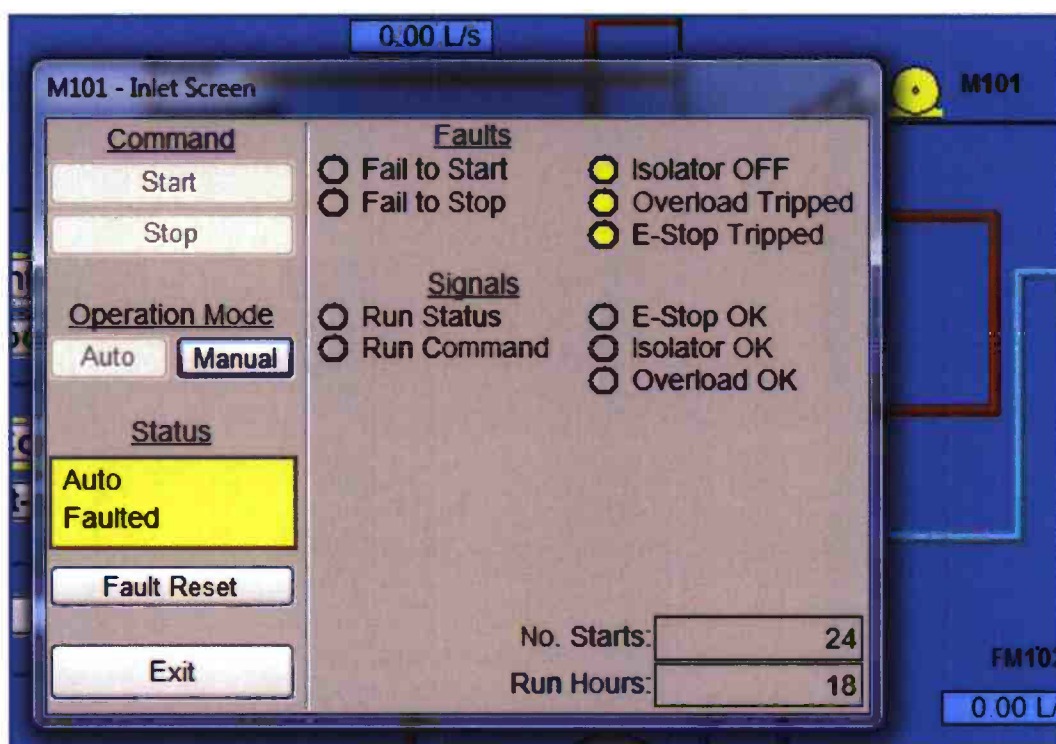 0.00 L/s
M101 - Inlet Screen
M101
Command
Start
Stop
Operation Mode
Auto
Manual
Status
Auto
Faulted
Fault Reset
Exit
Faults
Fail to Start
Fail to Stop
Isolator OFF
Overload Tripped
E-Stop Tripped
Signals
Run Status
Run Command
E-Stop OK
Isolator OK
Overload OK
No. Starts: 24
Run Hours: 18
FM102
0.00 L/